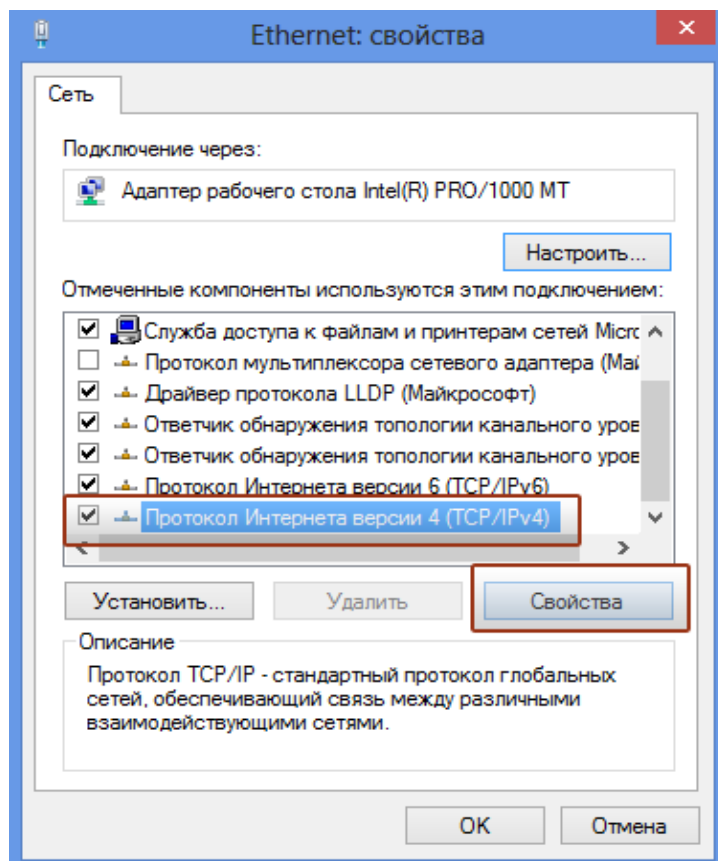 Ethernet: свойства
Сеть
Подключение через:
Адаптер рабочего стола Intel(R) PRO/1000 MT
Настроить...
Отмеченные компоненты используются этим подключением:
Служба доступа к файлам и принтерам сетей Micrc
Протокол мультиплексора сетевого адаптера (Май
Драйвер протокола LLDP (Майкрософт)
Ответчик обнаружения топологии канального уров
Ответчик обнаружения топологии канального уров
Протокол Интернета версии 6 (TCP/IPv6)
Протокол Интернета версии 4 (TCP/IPv4)
Установить... Удалить Свойства
Описание
Протокол TCP/IP - стандартный протокол глобальных
сетей, обеспечивающий связь между различными
взаимодействующими сетями.
OK Отмена